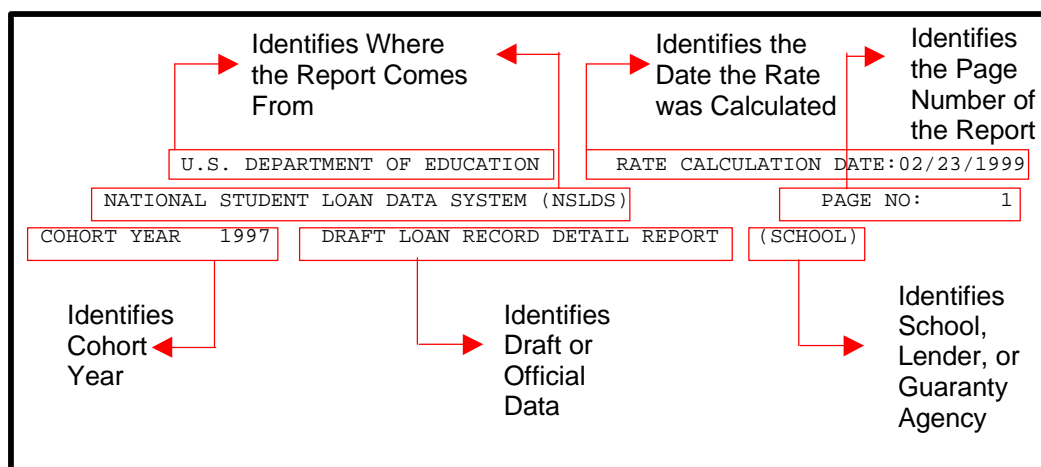 Identifies Where
the Report Comes
From
Identifies the
Date the Rate
was Calculated
Identifies
the Page
Number of
the Report
U.S. DEPARTMENT OF EDUCATION RATE CALCULATION DATE:02/23/1999
NATIONAL STUDENT LOAN DATA SYSTEM (NSLDS) PAGE NO: 1
COHORT YEAR 1997 DRAFT LOAN RECORD DETAIL REPORT (SCHOOL)
Identifies
Cohort
Year
Identifies
Draft or
Official
Data
Identifies
School,
Lender, or
Guaranty
Agency